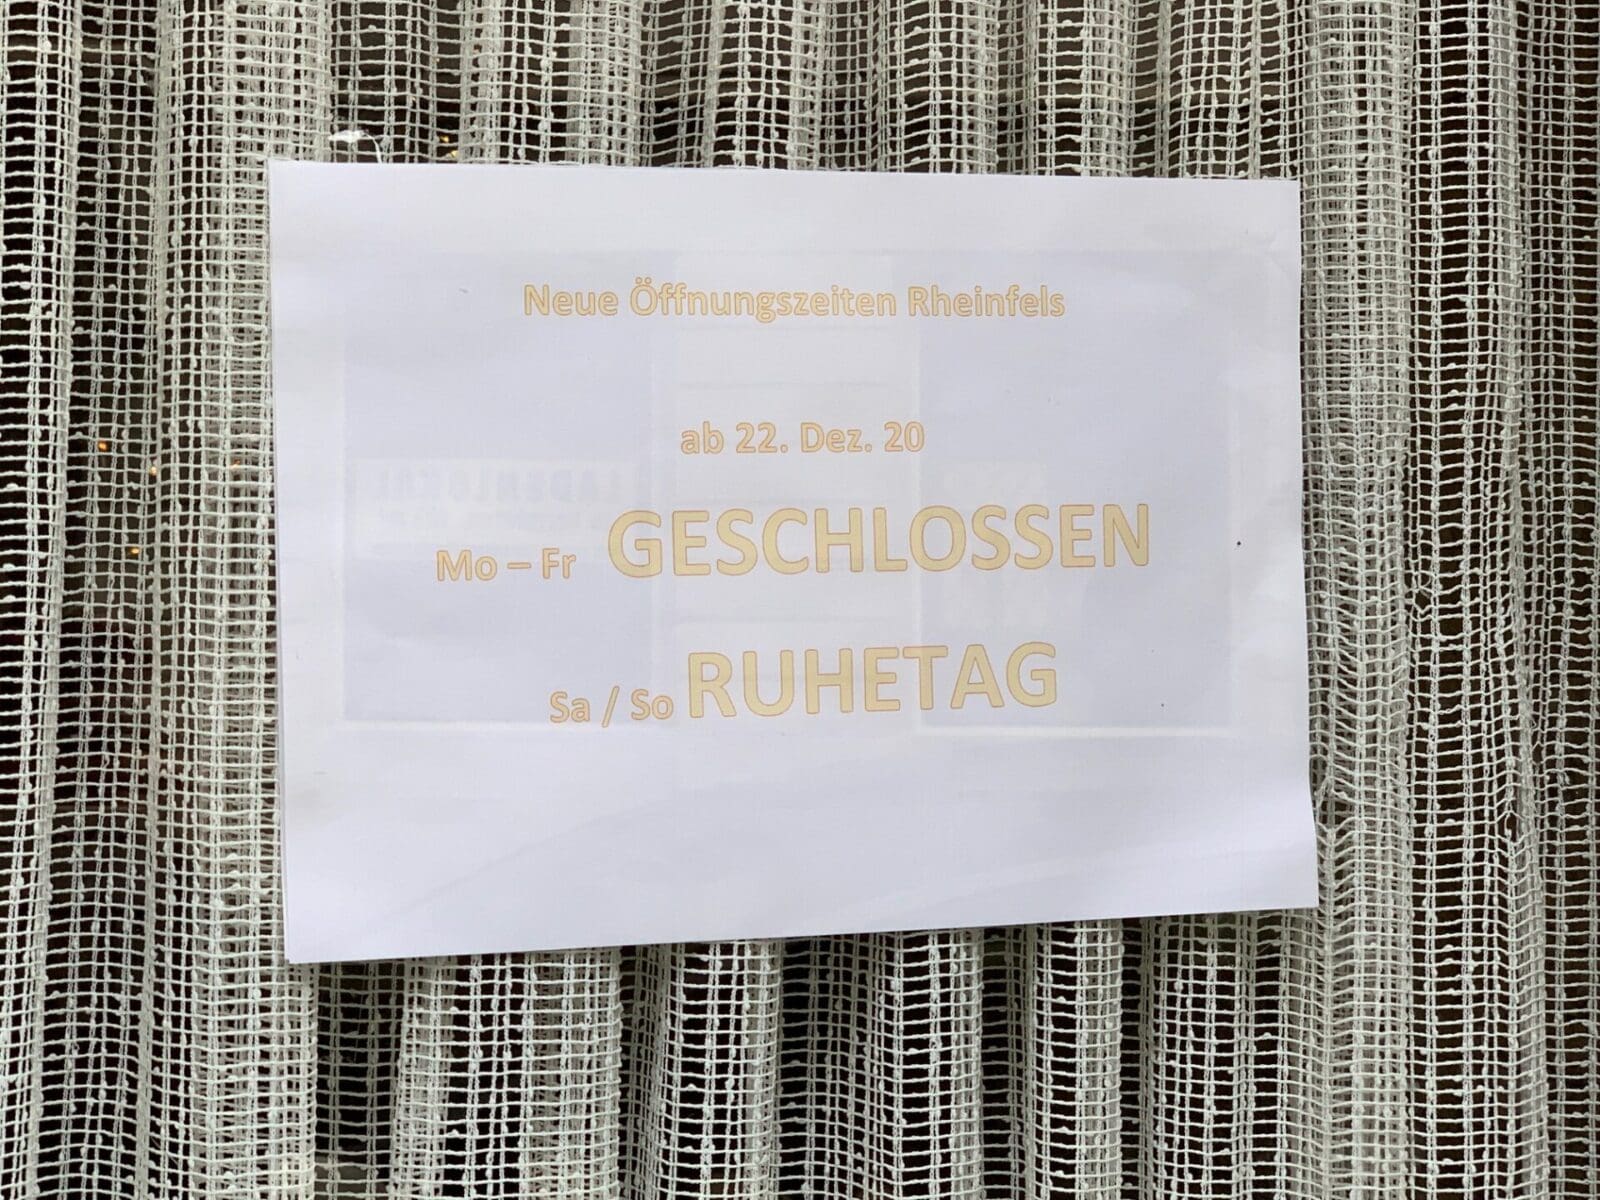 Neue Öffnungszeiten Rheinfels
ab 22. Dez. 20
Mo – Fr GESCHLOSSEN
Sa / So RUHETAG